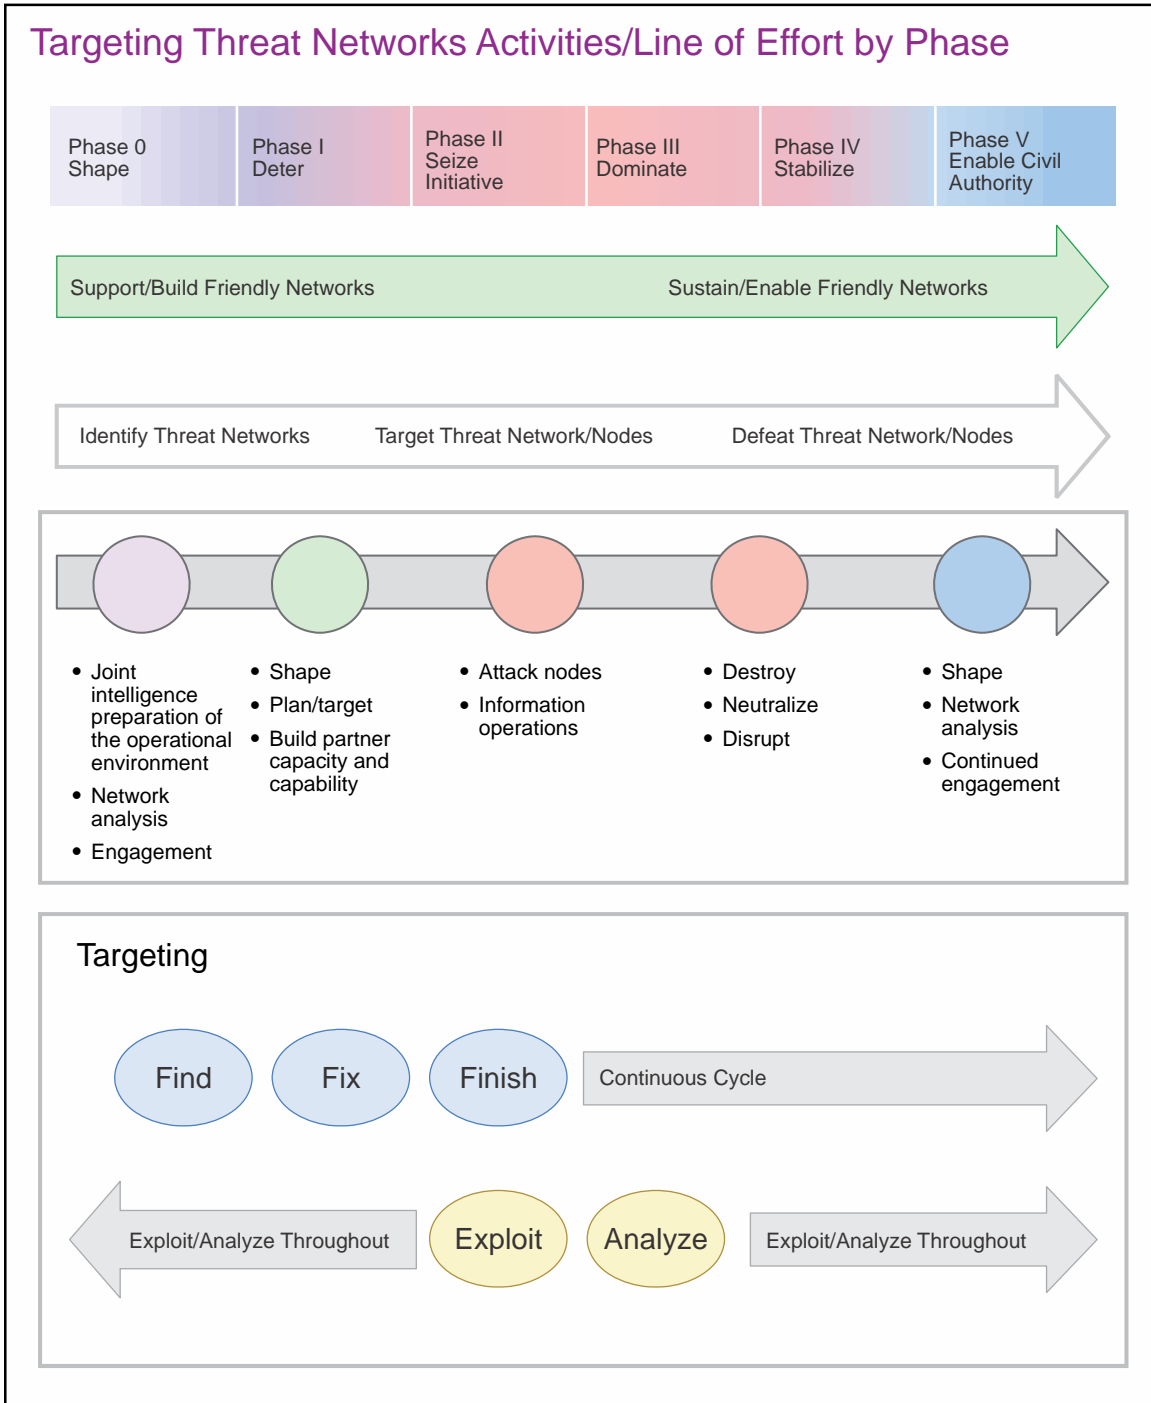 Targeting Threat Networks Activities/Line of Effort by Phase
Phase 0
Shape
Phase I
Deter
Phase II
Seize
Initiative
Phase III
Dominate
Phase IV
Stabilize
Phase V
Enable Civil
Authority
Support/Build Friendly Networks
Sustain/Enable Friendly Networks
Identify Threat Networks
Target Threat Network/Nodes
Defeat Threat Network/Nodes
• Joint
intelligence
preparation of
the operational
environment
• Network
analysis
• Engagement
• Shape
• Plan/target
• Build partner
capacity and
capability
• Attack nodes
• Information
operations
• Destroy
• Neutralize
• Disrupt
• Shape
• Network
analysis
• Continued
engagement
Targeting
Find
Fix
Finish
Continuous Cycle
Exploit/Analyze Throughout
Exploit
Analyze
Exploit/Analyze Throughout